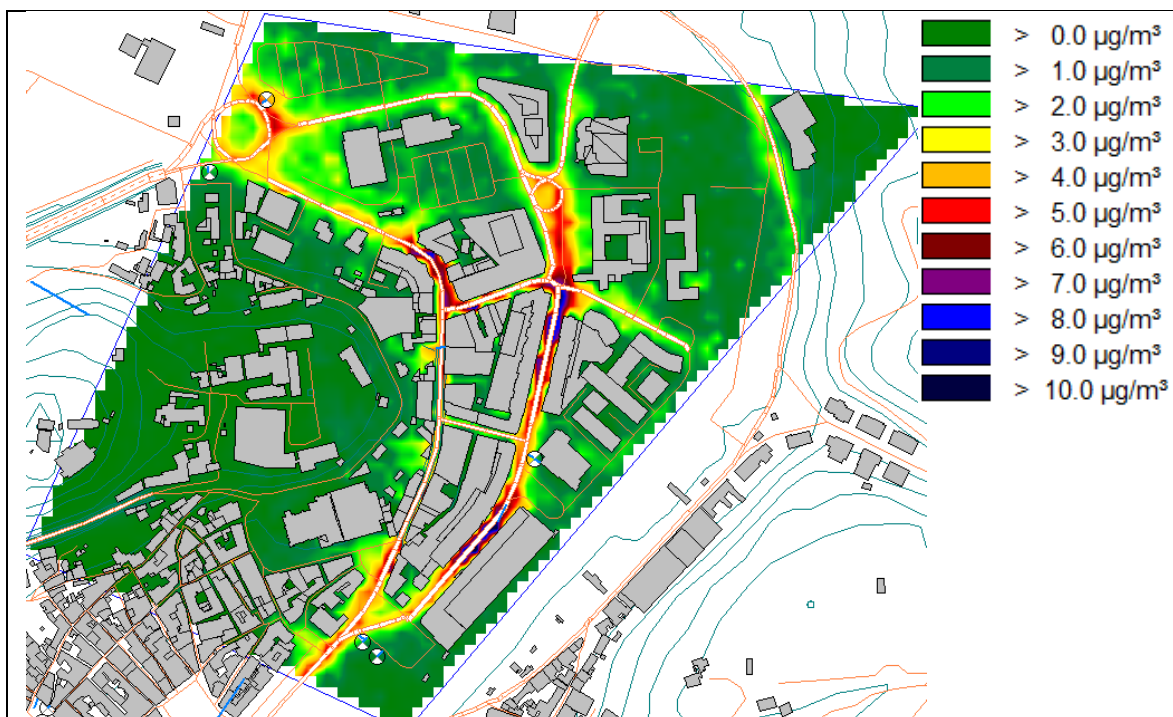 > 0.0 µg/m³
> 1.0 µg/m³
> 2.0 µg/m³
> 3.0 µg/m³
> 4.0 µg/m³
> 5.0 µg/m³
> 6.0 µg/m³
> 7.0 µg/m³
> 8.0 µg/m³
> 9.0 µg/m³
> 10.0 µg/m³